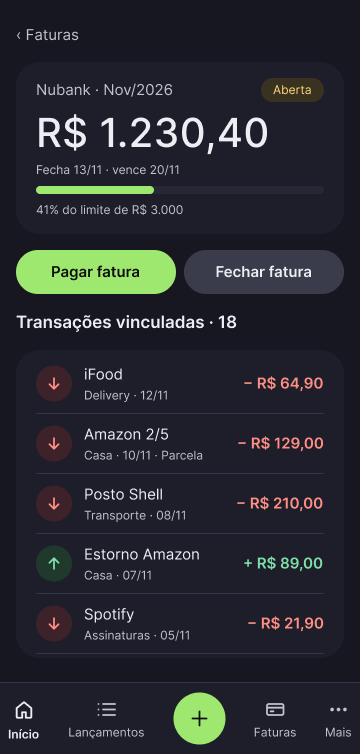 ‹ Faturas
Nubank · Nov/2026
Aberta
R$ 1.230,40
Fecha 13/11 · vence 20/11
41% do limite de R$ 3.000
Pagar fatura
Fechar fatura
Transações vinculadas · 18
iFood
− R$ 64,90
Delivery · 12/11
Amazon 2/5
− R$ 129,00
Casa · 10/11 · Parcela
Posto Shell
− R$ 210,00
Transporte · 08/11
Estorno Amazon
+ R$ 89,00
Casa · 07/11
Spotify
− R$ 21,90
Assinaturas · 05/11
Início
Lançamentos
Faturas
Mais